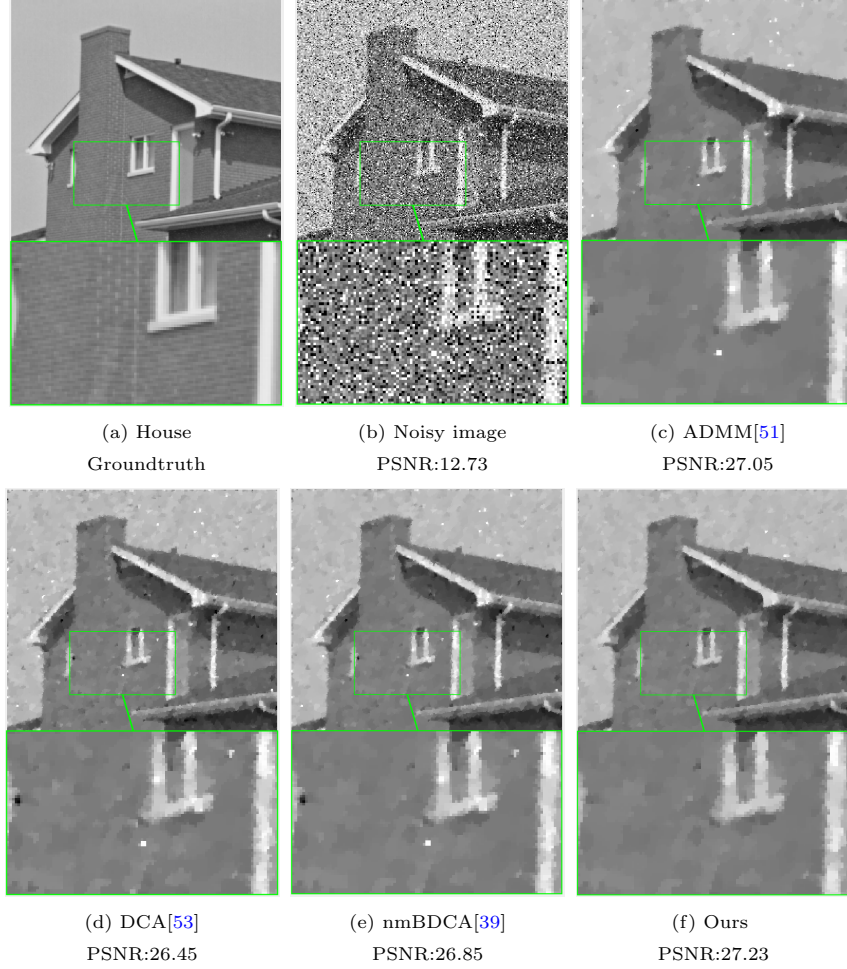 (a) House
Groundtruth
(b) Noisy image
PSNR:12.73
(c) ADMM[51]
PSNR:27.05
(d) DCA[53]
PSNR:26.45
(e) nmBDCA[39]
PSNR:26.85
(f) Ours
PSNR:27.23